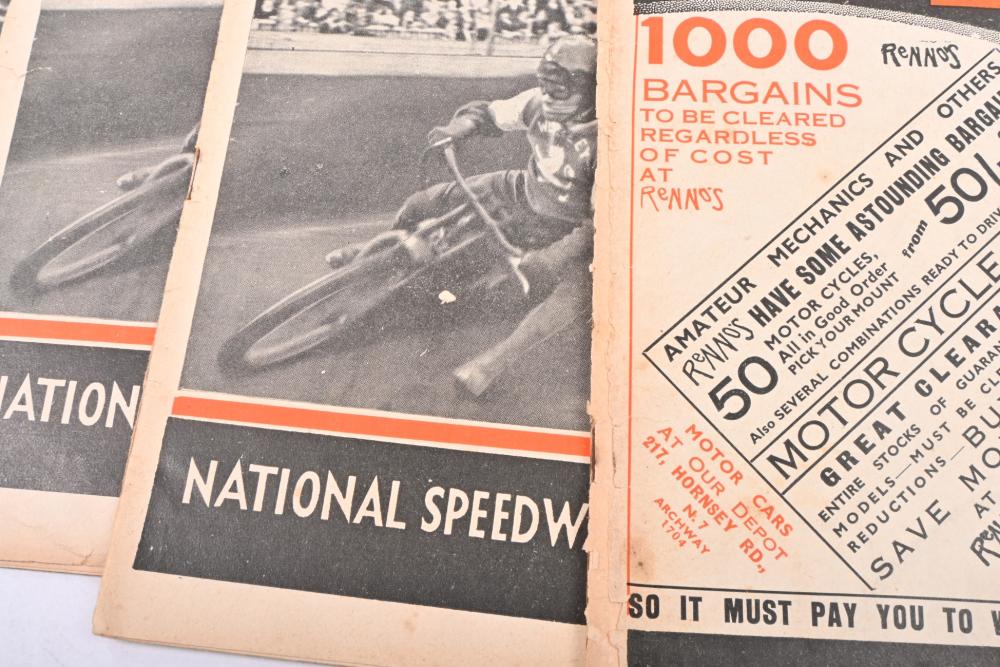 NATION
NATIONAL SPEEDW
1000
BARGAINS
TO BE CLEARED
REGARDLESS
OF COST
AT
RENNO'S
RENNO'S
AMATEUR MECHANICS AND OTHERS
RENNO'S HAVE SOME ASTOUNDING BARGA
50 MOTOR CYCLES, from 50/
All in Good Order
PICK YOUR MOUNT
Also SEVERAL COMBINATIONS READY TO DRI
MOTOR CYCLE
GREAT CLEAR
ENTIRE STOCKS OF GUARAN
MODELS—MUST BE CLE
REDUCTIONS—BU
SAVE MO
AT
MOTOR CARS
AT OUR DEPOT
217, HORNSEY RD.,
N.7
ARCHWAY
1704
SO IT MUST PAY YOU TO